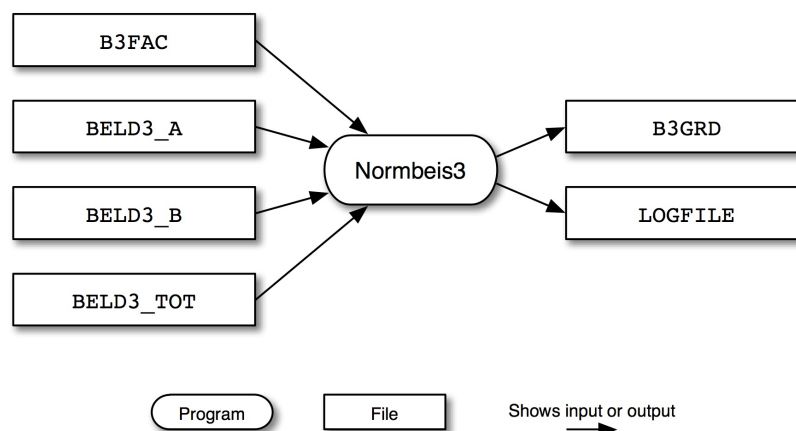 B3FAC
BELD3_A
BELD3_B
BELD3_TOT
Normbeis3
B3GRD
LOGFILE
Program
File
Shows input or output